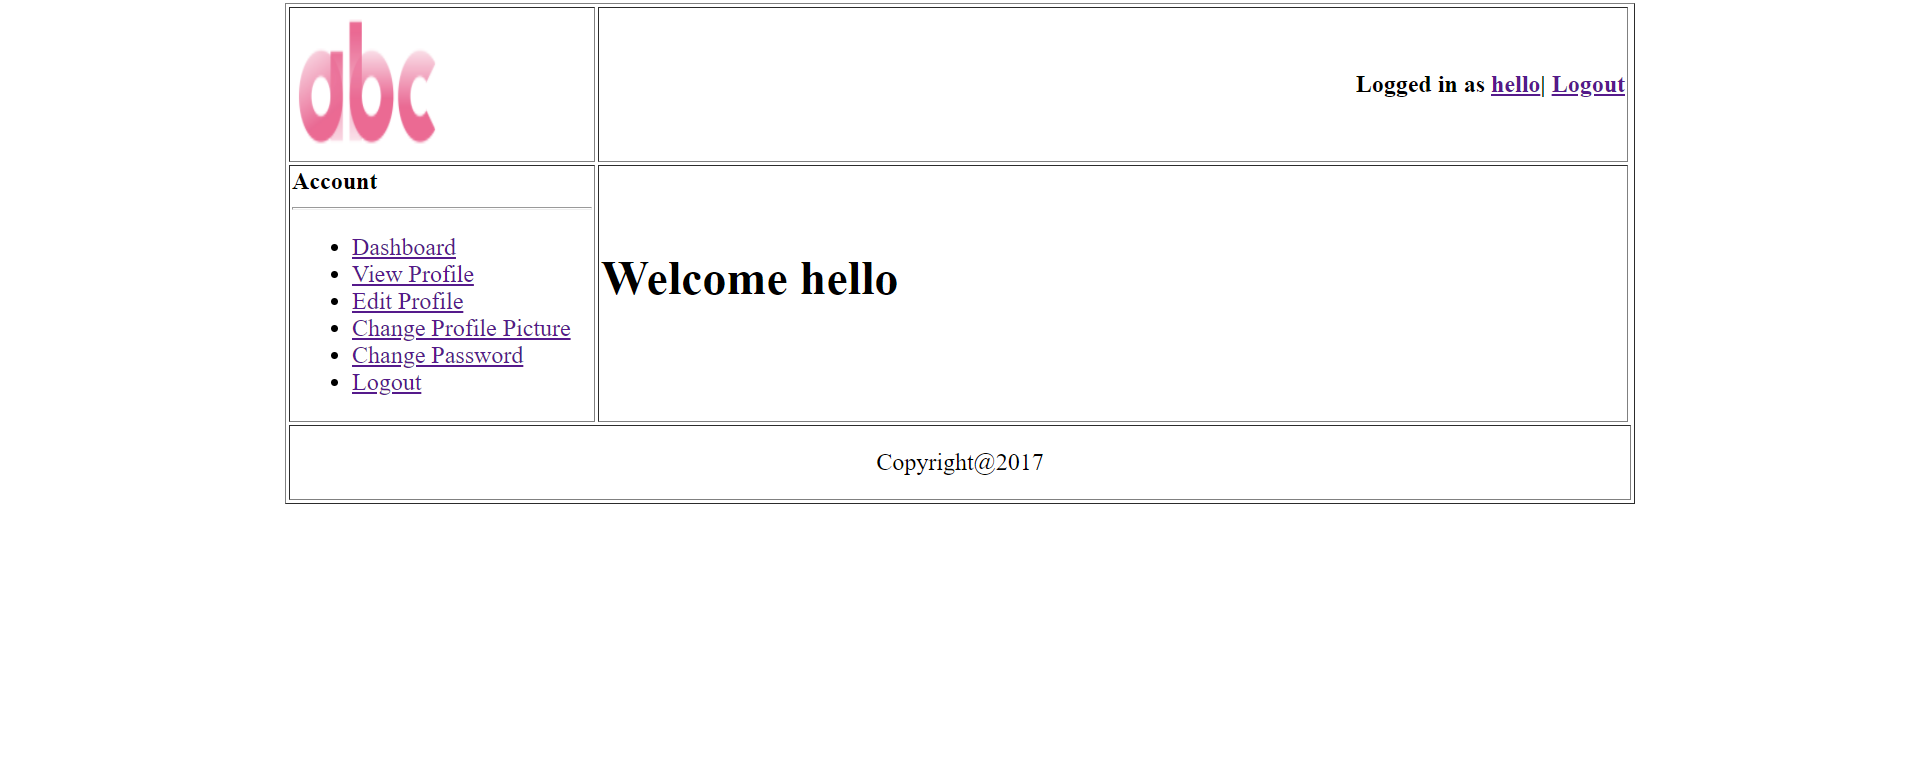 abc
Logged in as hello| Logout
Account
Dashboard
View Profile
Edit Profile
Change Profile Picture
Change Password
Logout
Welcome hello
Copyright@2017